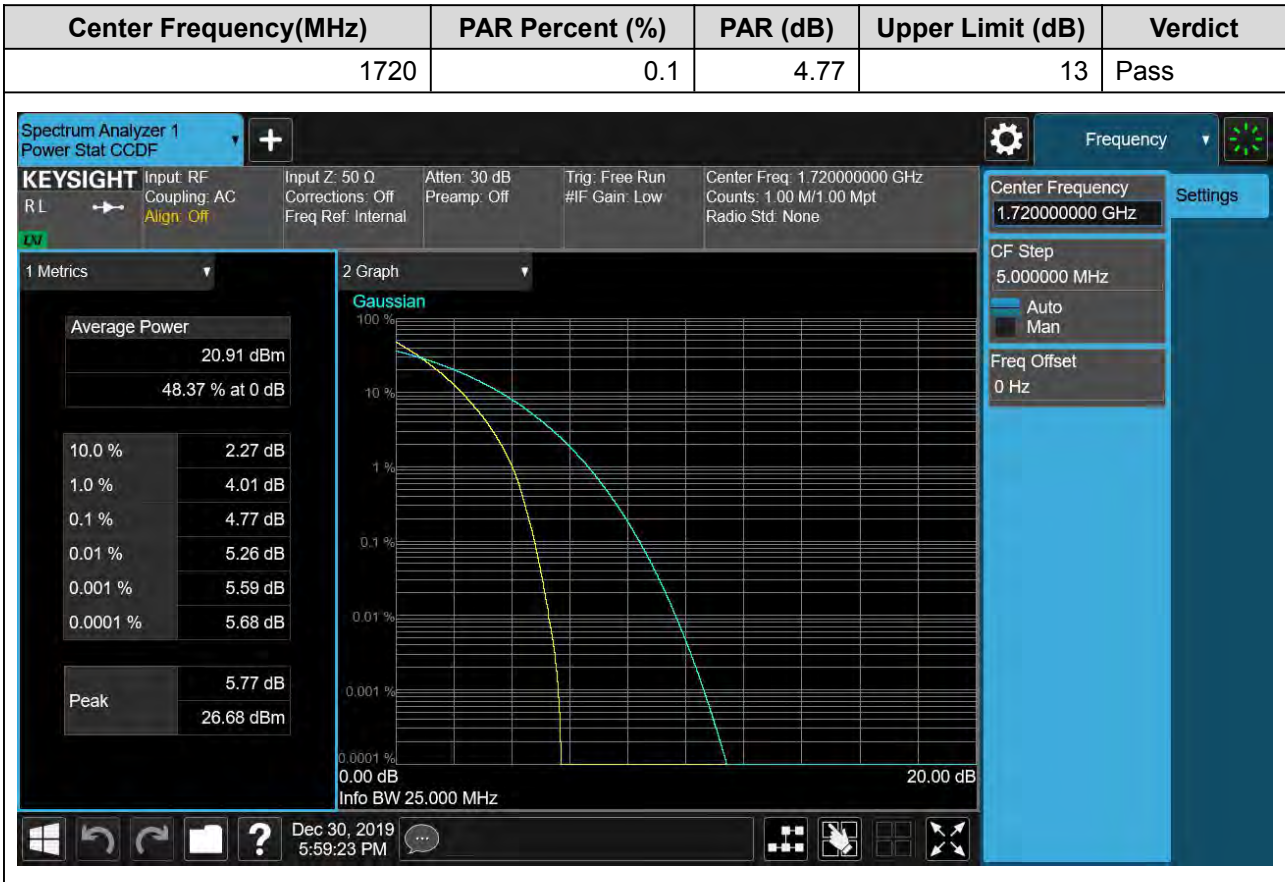 Center Frequency(MHz) PAR Percent (%) PAR (dB) Upper Limit (dB) Verdict
1720 0.1 4.77 13 Pass
Spectrum Analyzer 1
Power Stat CCDF
Frequency
KEYSIGHT
R L
LXI
Input: RF
Coupling: AC
Align: Off
Input Z: 50 Ω
Corrections: Off
Freq Ref: Internal
Atten: 30 dB
Preamp: Off
Trig: Free Run
#IF Gain: Low
Center Freq: 1.720000000 GHz
Counts: 1.00 M/1.00 Mpt
Radio Std: None
Center Frequency
1.720000000 GHz
Settings
CF Step
5.000000 MHz
Auto
Man
Freq Offset
0 Hz
1 Metrics
Average Power
20.91 dBm
48.37 % at 0 dB
10.0 % 2.27 dB
1.0 % 4.01 dB
0.1 % 4.77 dB
0.01 % 5.26 dB
0.001 % 5.59 dB
0.0001 % 5.68 dB
Peak
5.77 dB
26.68 dBm
2 Graph
Gaussian
100 %
10 %
1 %
0.1 %
0.01 %
0.001 %
0.0001 %
0.00 dB 20.00 dB
Info BW 25.000 MHz
?
Dec 30, 2019
5:59:23 PM